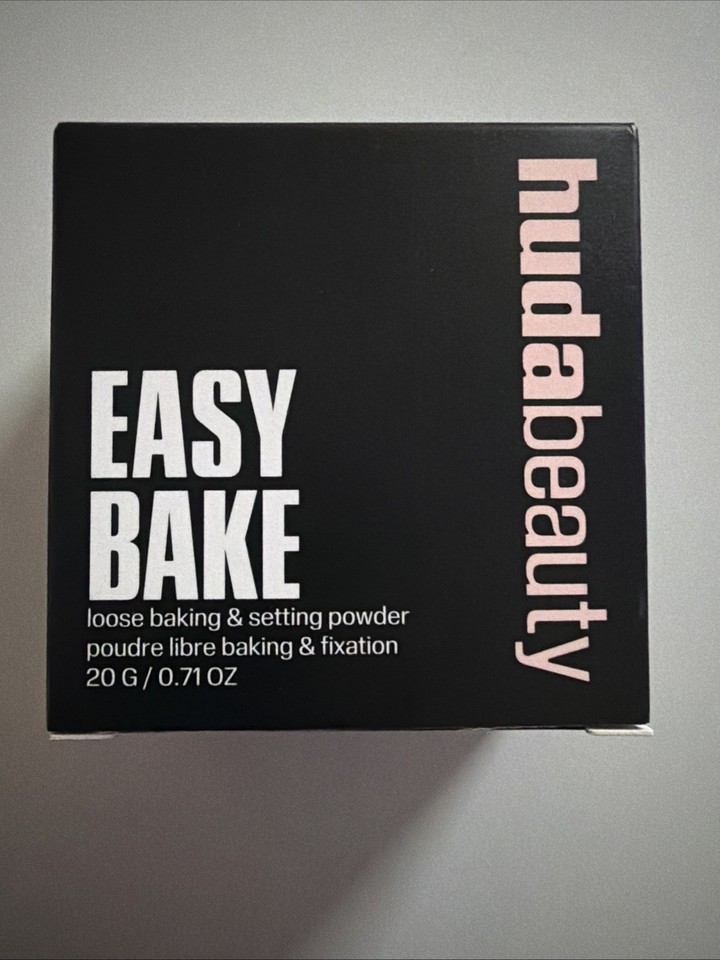 hudabeauty
EASY
BAKE
loose baking & setting powder
poudre libre baking & fixation
20 G / 0.71 OZ